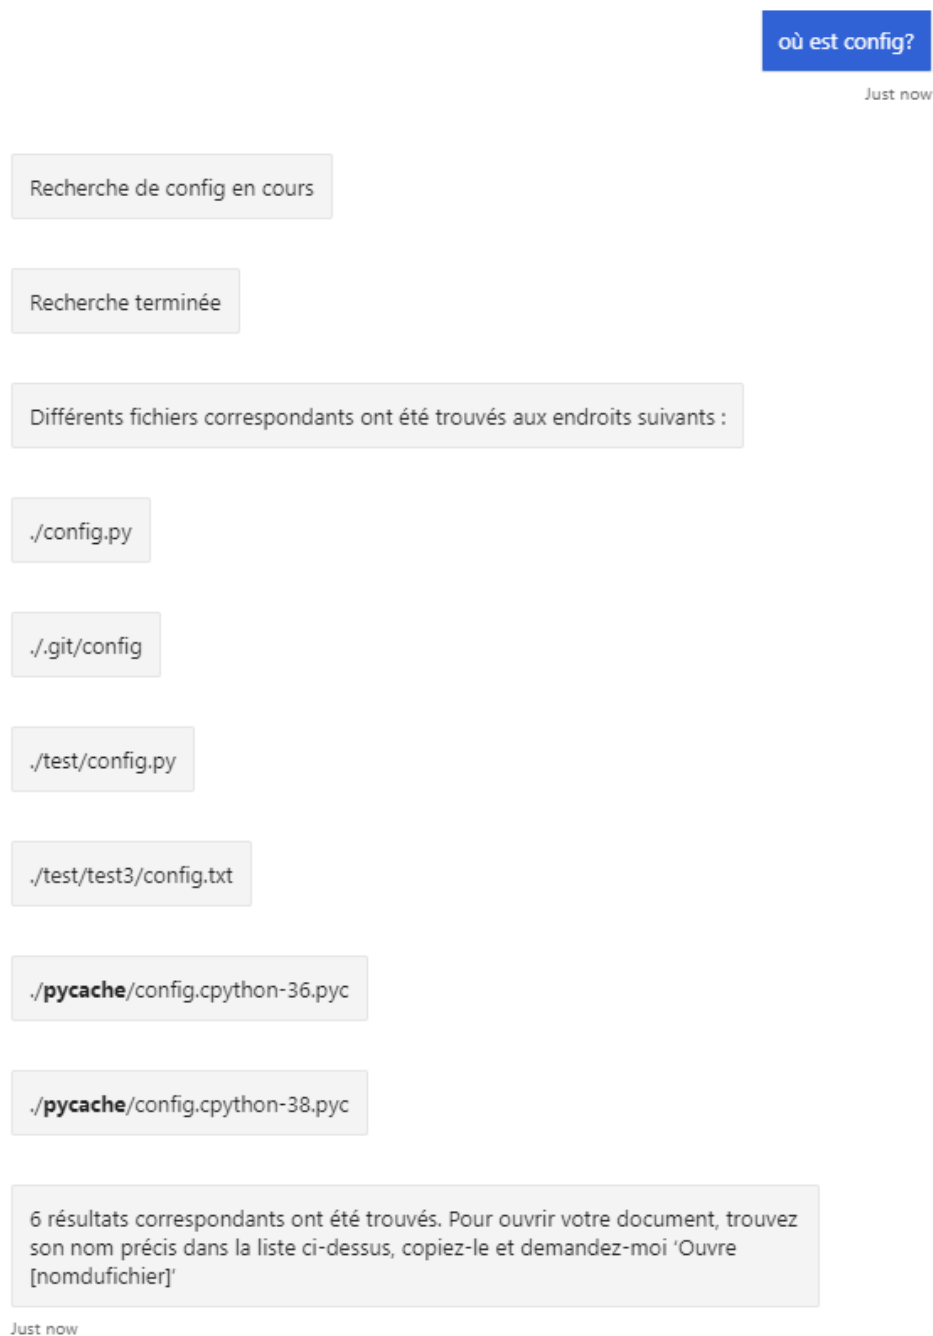 où est config?
Just now
Recherche de config en cours
Recherche terminée
Différents fichiers correspondants ont été trouvés aux endroits suivants :
./config.py
./.git/config
./test/config.py
./test/test3/config.txt
./pycache/config.cpython-36.pyc
./pycache/config.cpython-38.pyc
6 résultats correspondants ont été trouvés. Pour ouvrir votre document, trouvez
son nom précis dans la liste ci-dessus, copiez-le et demandez-moi ‘Ouvre
[nomdufichier]’
Just now